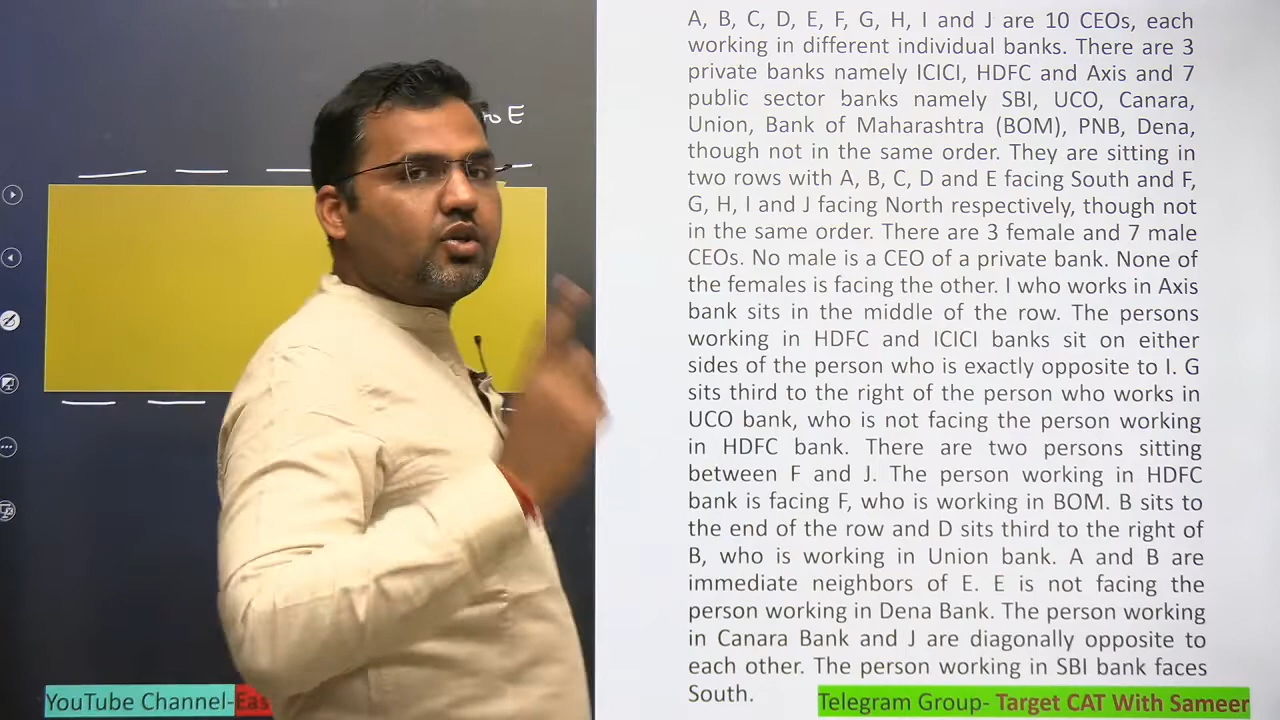 A, B, C, D, E, F, G, H, I and J are 10 CEOs, each
working in different individual banks. There are 3
private banks namely ICICI, HDFC and Axis and 7
public sector banks namely SBI, UCO, Canara,
Union, Bank of Maharashtra (BOM), PNB, Dena,
though not in the same order. They are sitting in
two rows with A, B, C, D and E facing South and F,
G, H, I and J facing North respectively, though not
in the same order. There are 3 female and 7 male
CEOs. No male is a CEO of a private bank. None of
the females is facing the other. I who works in Axis
bank sits in the middle of the row. The persons
working in HDFC and ICICI banks sit on either
sides of the person who is exactly opposite to I. G
sits third to the right of the person who works in
UCO bank, who is not facing the person working
in HDFC bank. There are two persons sitting
between F and J. The person working in HDFC
bank is facing F, who is working in BOM. B sits to
the end of the row and D sits third to the right of
B, who is working in Union bank. A and B are
immediate neighbors of E. E is not facing the
person working in Dena Bank. The person working
in Canara Bank and J are diagonally opposite to
each other. The person working in SBI bank faces
South.
to E
YouTube Channel-Eas
Telegram Group- Target CAT With Sameer